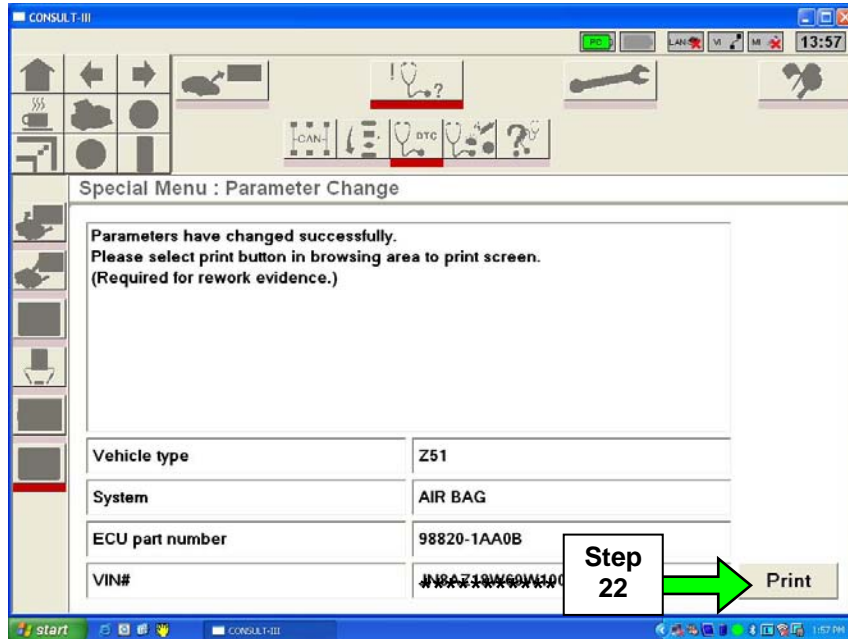 CONSULT-III
PC LAN VI MI 13:57
!
?
CAN DTC ?
Special Menu : Parameter Change
Parameters have changed successfully.
Please select print button in browsing area to print screen.
(Required for rework evidence.)
Vehicle type Z51
System AIR BAG
ECU part number 98820-1AA0B
VIN#
Step
22
Print
start CONSULT-III 1:57 PM